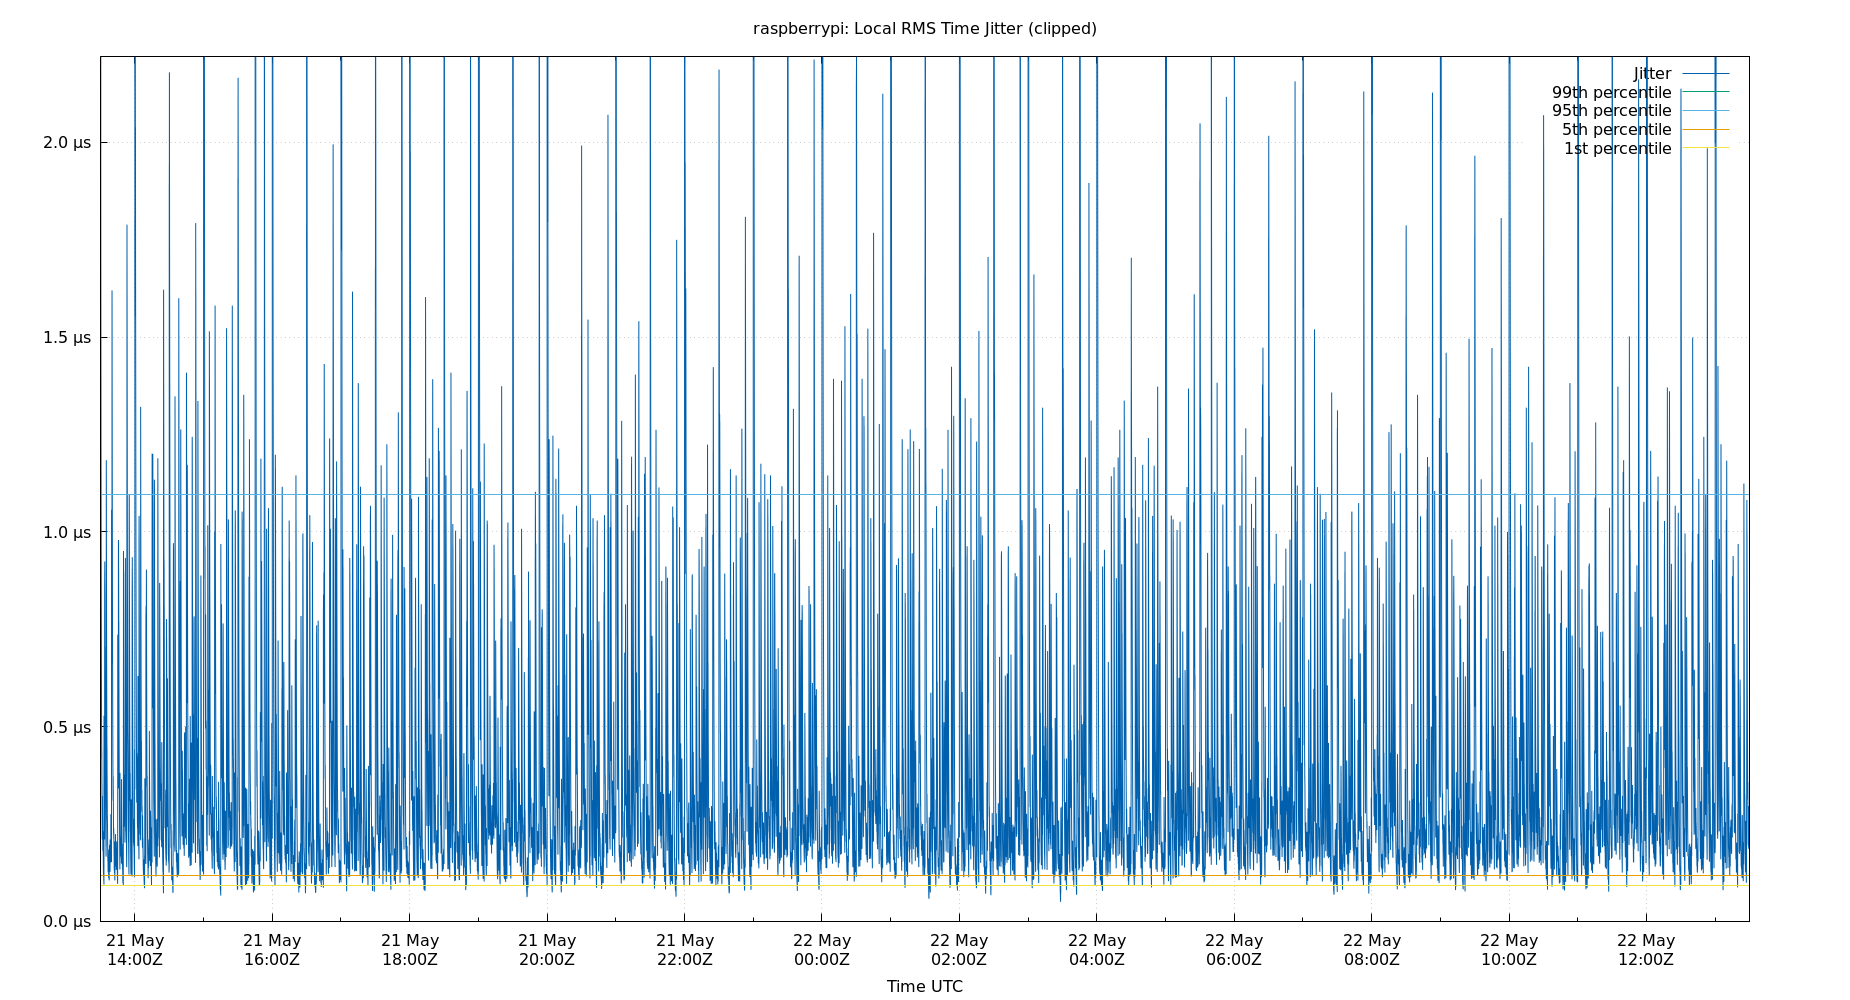 raspberrypi: Local RMS Time Jitter (clipped)
Jitter
99th percentile
95th percentile
5th percentile
1st percentile
2.0 µs
1.5 µs
1.0 µs
0.5 µs
0.0 µs
21 May 21 May 21 May 21 May 21 May 22 May 22 May 22 May 22 May 22 May 22 May 22 May
14:00Z 16:00Z 18:00Z 20:00Z 22:00Z 00:00Z 02:00Z 04:00Z 06:00Z 08:00Z 10:00Z 12:00Z
Time UTC